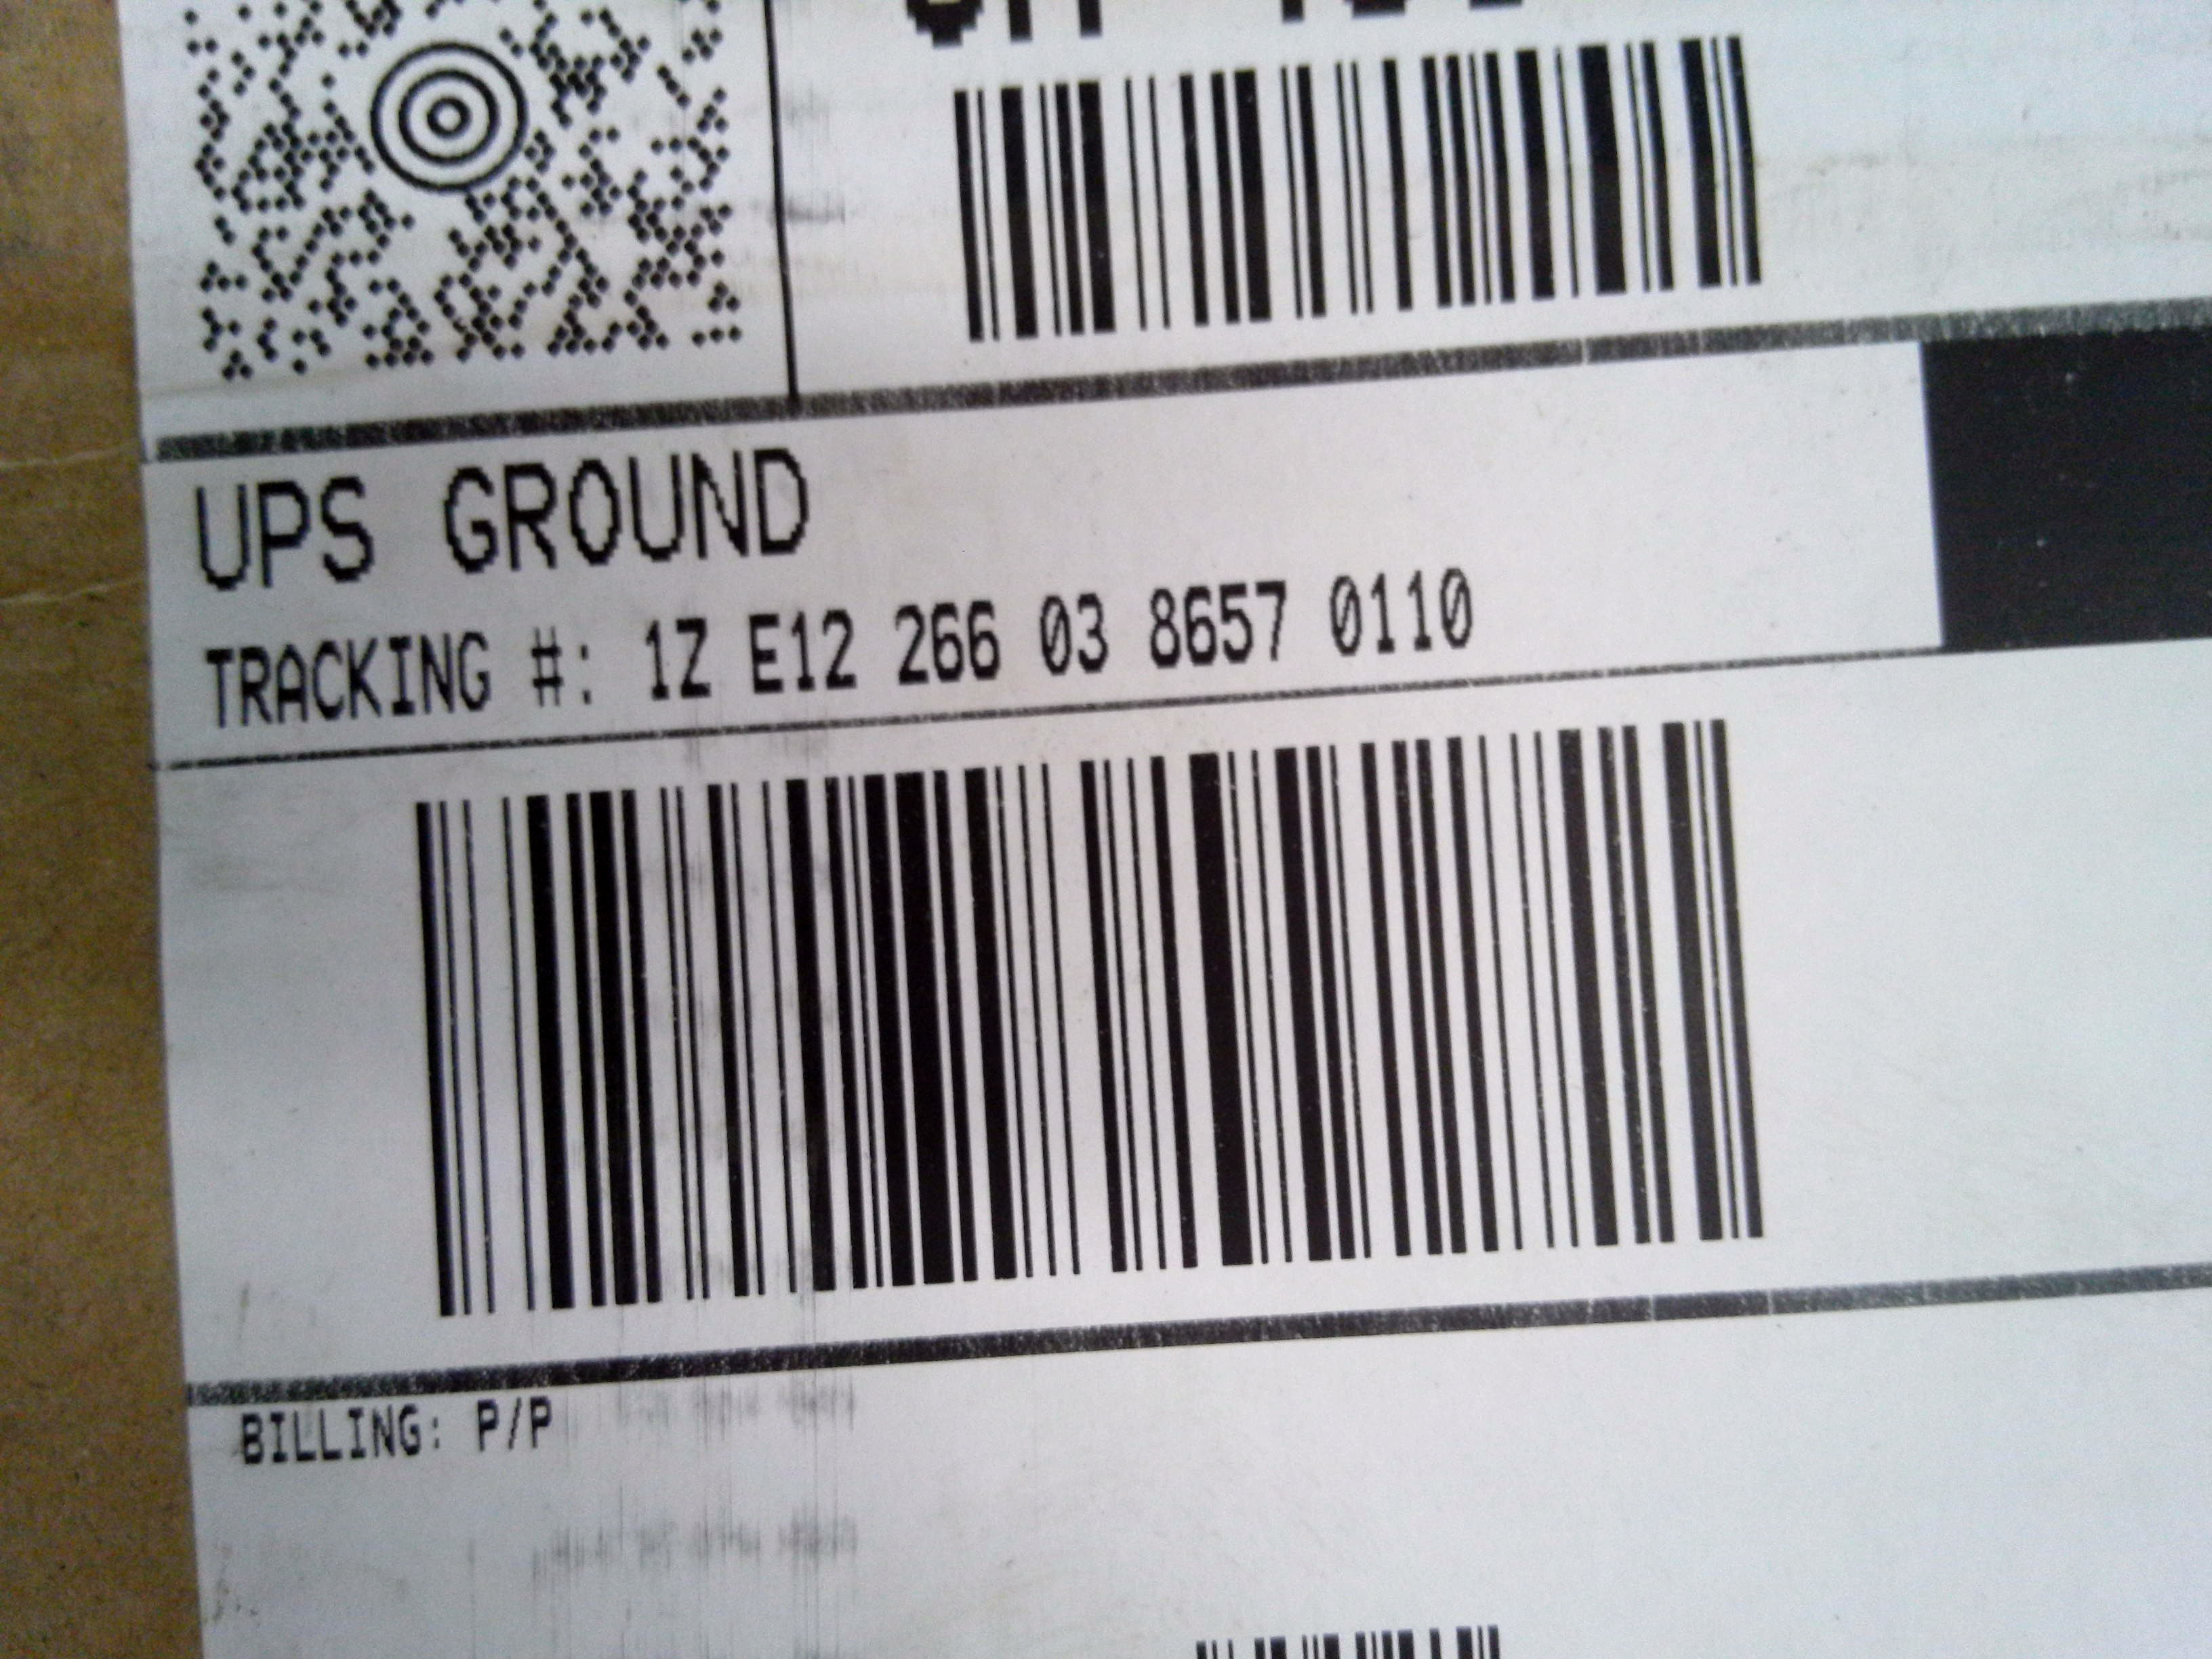 UPS GROUND
TRACKING #: 1Z E12 266 03 8657 0110
BILLING: P/P